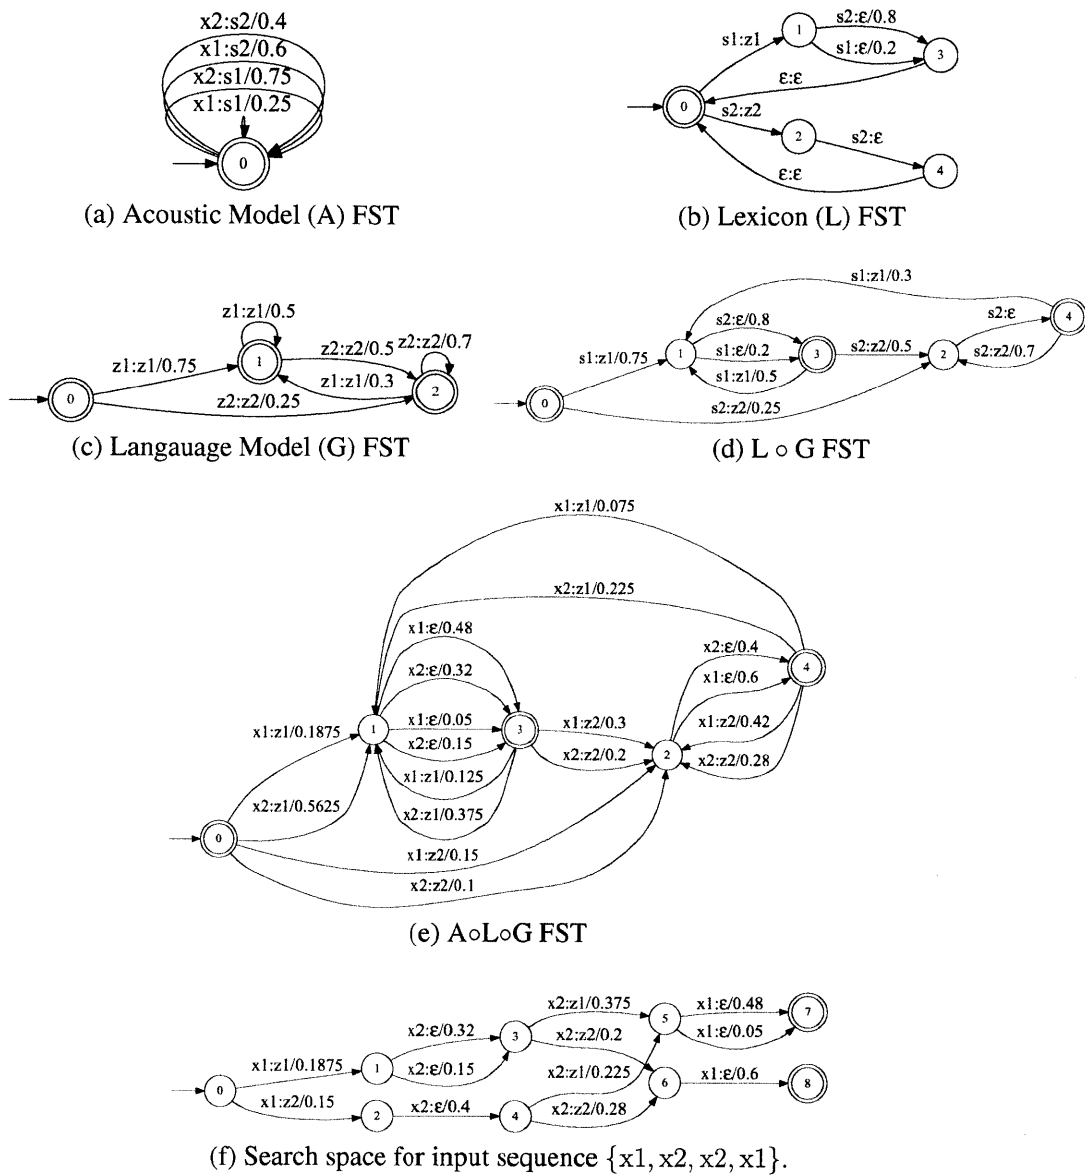 x2:s2/0.4
x1:s2/0.6
x2:s1/0.75
x1:s1/0.25
0
(a) Acoustic Model (A) FST
s1:z1
1
s2:ε/0.8
s1:ε/0.2
3
ε:ε
0
s2:z2
2
s2:ε
ε:ε
4
(b) Lexicon (L) FST
z1:z1/0.5
z1:z1/0.75
1
z2:z2/0.5
z2:z2/0.7
z1:z1/0.3
0
2
z2:z2/0.25
(c) Langauage Model (G) FST
s1:z1/0.3
s2:ε/0.8
s2:ε
4
s1:z1/0.75
1
s1:ε/0.2
3
s2:z2/0.5
2
s2:z2/0.7
s1:z1/0.5
0
s2:z2/0.25
(d) L ∘ G FST
x1:z1/0.075
x2:z1/0.225
x1:ε/0.48
x2:ε/0.4
x2:ε/0.32
x1:ε/0.6
4
x1:z1/0.1875
1
x1:ε/0.05
3
x1:z2/0.3
x1:z2/0.42
x2:ε/0.15
x2:z2/0.2
2
x2:z2/0.28
x1:z1/0.125
x2:z1/0.375
x2:z1/0.5625
0
x1:z2/0.15
x2:z2/0.1
(e) A∘L∘G FST
x2:z1/0.375
x1:ε/0.48
x2:ε/0.32
3
x2:z2/0.2
5
x1:ε/0.05
7
x1:z1/0.1875
1
x2:ε/0.15
x2:z1/0.225
0
x1:z2/0.15
6
x1:ε/0.6
8
2
x2:ε/0.4
4
x2:z2/0.28
(f) Search space for input sequence {x1, x2, x2, x1}.